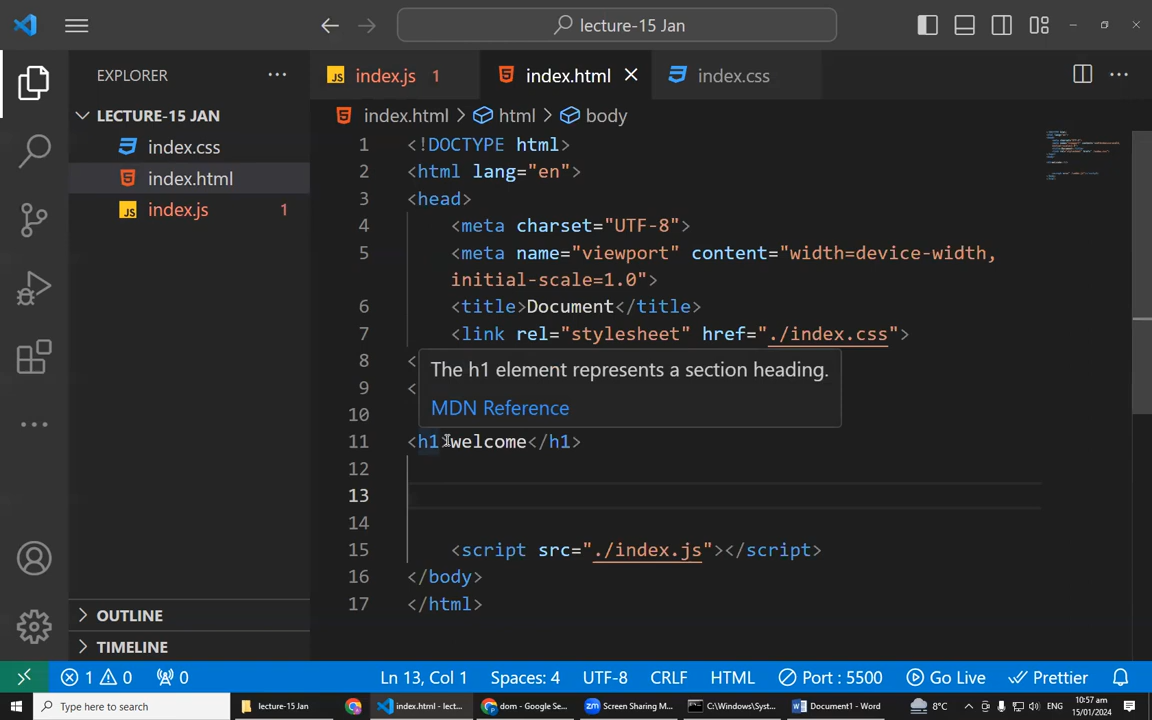 lecture-15 Jan
EXPLORER
index.js 1
index.html
index.css
LECTURE-15 JAN
index.html
html
body
index.css
index.html
index.js 1
1 <!DOCTYPE html>
2 <html lang="en">
3 <head>
4 <meta charset="UTF-8">
5 <meta name="viewport" content="width=device-width,
initial-scale=1.0">
6 <title>Document</title>
7 <link rel="stylesheet" href="./index.css">
8 <
The h1 element represents a section heading.
9 <
MDN Reference
10
11 <h1>welcome</h1>
12
13
14
15 <script src="./index.js"></script>
16 </body>
17 </html>
OUTLINE
TIMELINE
1 0 0
Ln 13, Col 1
Spaces: 4
UTF-8
CRLF
HTML
Port : 5500
Go Live
Prettier
Type here to search
lecture-15 Jan
index.html - lect...
dom - Google Se...
Screen Sharing M...
C:\Windows\Syst...
Document1 - Word
8°C
ENG
10:57 am
15/01/2024